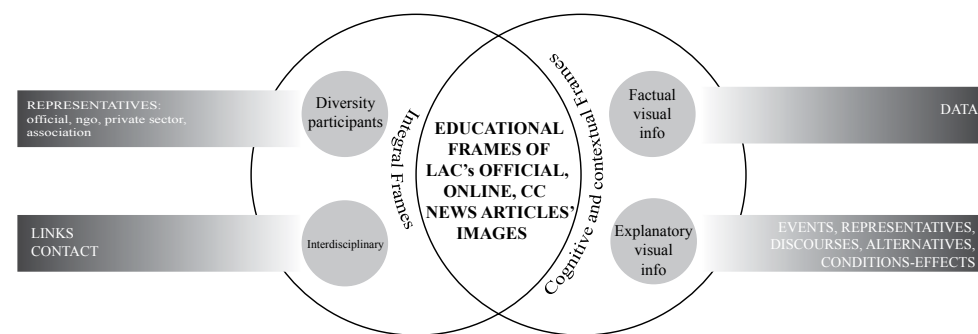 REPRESENTATIVES:
official, ngo, private sector,
association
Diversity
participants
LINKS
CONTACT
Interdisciplinary
Integral Frames
EDUCATIONAL
FRAMES OF
LAC's OFFICIAL,
ONLINE, CC
NEWS ARTICLES'
IMAGES
Cognitive and contextual Frames
Factual
visual
info
DATA
Explanatory
visual
info
EVENTS, REPRESENTATIVES,
DISCOURSES, ALTERNATIVES,
CONDITIONS-EFFECTS